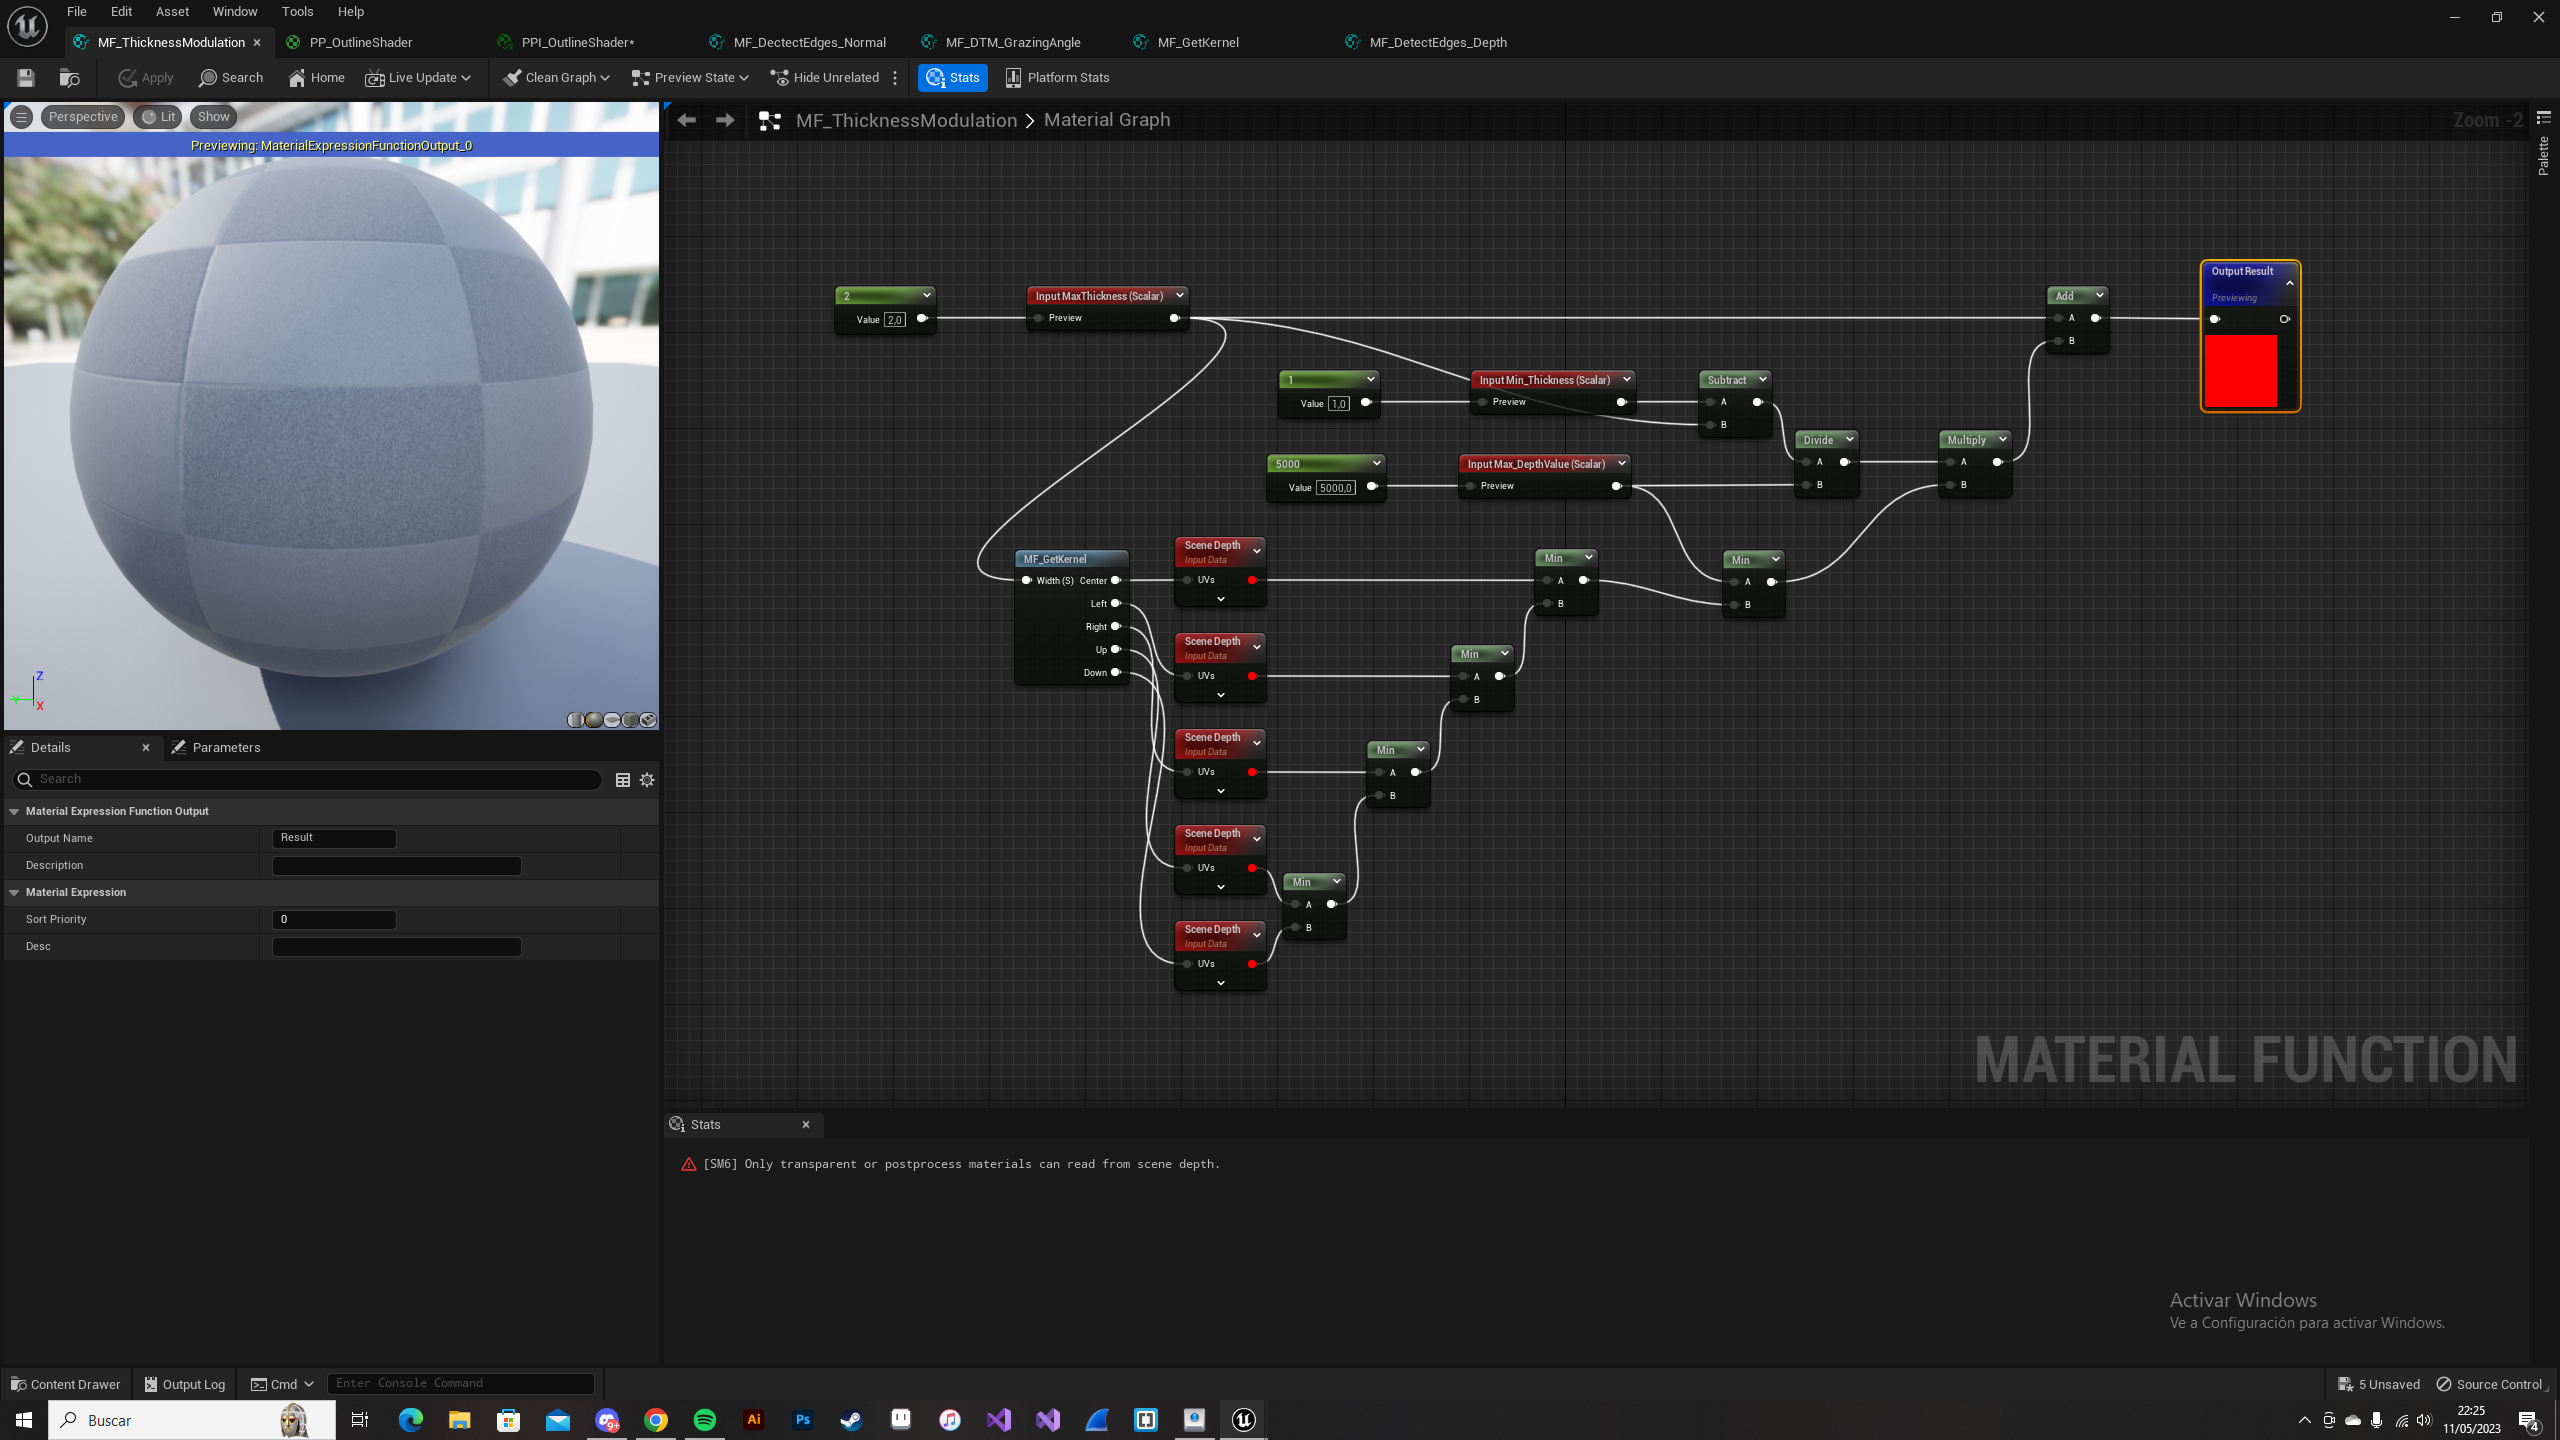 File Edit Asset Window Tools Help
MF_ThicknessModulation PP_OutlineShader PPI_OutlineShader* MF_DectectEdges_Normal MF_DTM_GrazingAngle MF_GetKernel MF_DetectEdges_Depth
Apply Search Home Live Update Clean Graph Preview State Hide Unrelated Stats Platform Stats
Perspective Lit Show
Previewing: MaterialExpressionFunctionOutput_0
Z
Y
X
MF_ThicknessModulation > Material Graph
Zoom -2
Palette
2
Value 2,0
Input MaxThickness (Scalar)
Preview
Add
A
B
Output Result
Previewing
1
Value 1,0
Input Min_Thickness (Scalar)
Preview
Subtract
A
B
5000
Value 5000,0
Input Max_DepthValue (Scalar)
Preview
Divide
A
B
Multiply
A
B
MF_GetKernel
Width (S) Center
Left
Right
Up
Down
Scene Depth
Input Data
UVs
Min
A
B
Min
A
B
Scene Depth
Input Data
UVs
Min
A
B
Scene Depth
Input Data
UVs
Min
A
B
Scene Depth
Input Data
UVs
Min
A
B
Scene Depth
Input Data
UVs
MATERIAL FUNCTION
Details Parameters
Search
Material Expression Function Output
Output Name Result
Description
Material Expression
Sort Priority 0
Desc
Stats
[SM6] Only transparent or postprocess materials can read from scene depth.
Activar Windows
Ve a Configuración para activar Windows.
Content Drawer Output Log Cmd Enter Console Command 5 Unsaved Source Control
Buscar
9+
Ai
Ps
22:25
11/05/2023
4